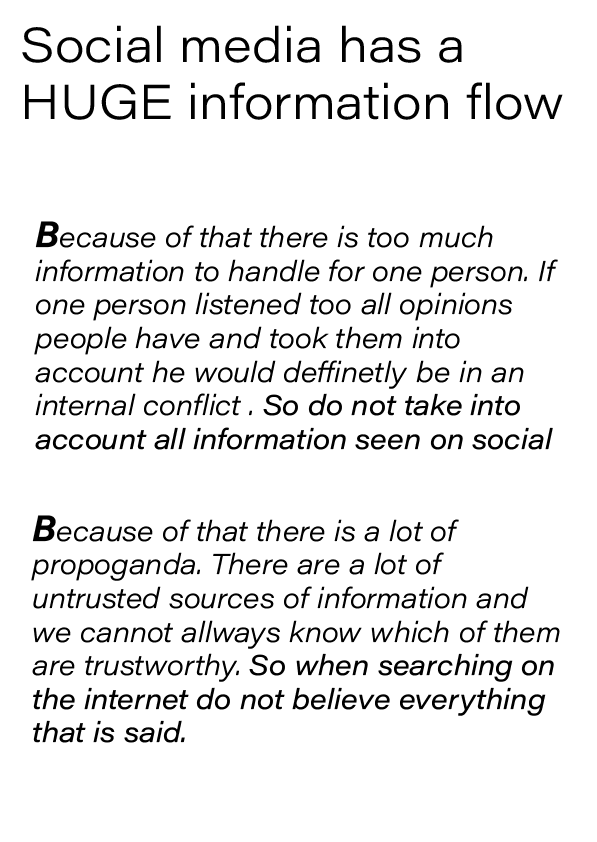 Social media has a
HUGE information flow
Because of that there is too much
information to handle for one person. If
one person listened too all opinions
people have and took them into
account he would deffinetly be in an
internal conflict . So do not take into
account all information seen on social
Because of that there is a lot of
propoganda. There are a lot of
untrusted sources of information and
we cannot allways know which of them
are trustworthy. So when searching on
the internet do not believe everything
that is said.